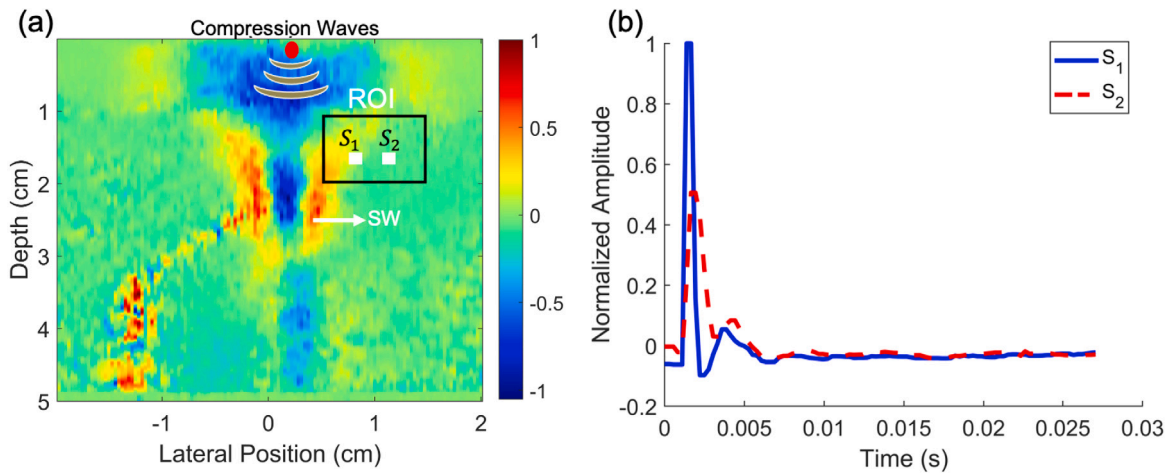 (a)
Compression Waves
ROI
S1 S2
SW
Depth (cm)
1
2
3
4
5
-1 0 1 2
Lateral Position (cm)
1
0.5
0
-0.5
-1
(b)
S1
S2
Normalized Amplitude
1
0.8
0.6
0.4
0.2
0
-0.2
0 0.005 0.01 0.015 0.02 0.025 0.03
Time (s)